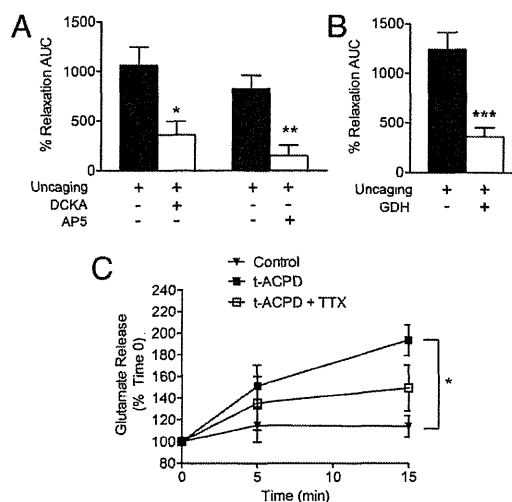 A
% Relaxation AUC
1500
1000
500
0
*
**
Uncaging + + + +
DCKA - + - -
AP5 - - - +
B
% Relaxation AUC
1500
1000
500
0
***
Uncaging + +
GDH - +
C
Control
t-ACPD
t-ACPD + TTX
Glutamate Release
(% Time 0)
240
220
200
180
160
140
120
100
80
*
0 5 10 15
Time (min)